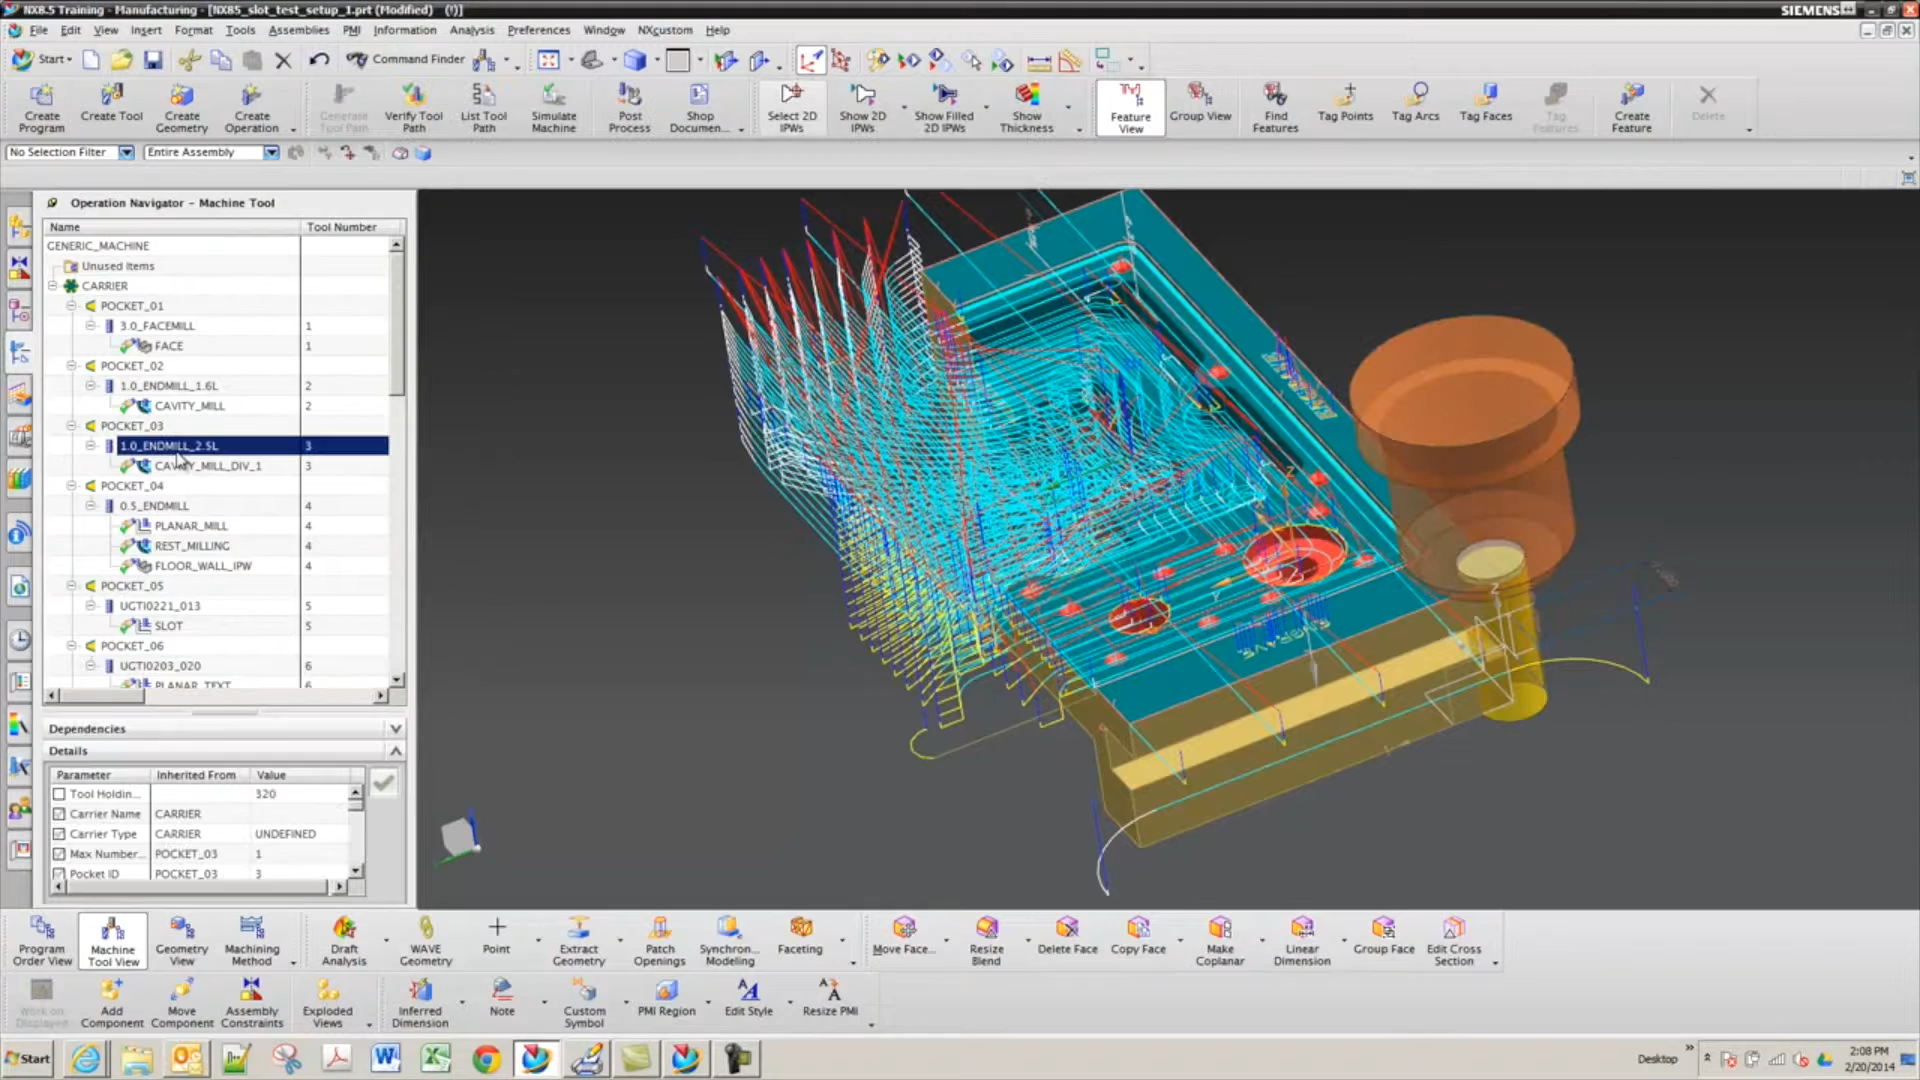 NX8.5 Training - Manufacturing - [NX85_slot_test_setup_1.prt (Modified) (!)]
SIEMENS
File Edit View Insert Format Tools Assemblies PMI Information Analysis Preferences Window NXcustom Help
Start Command Finder
Create Program
Create Tool
Create Geometry
Create Operation
Generate Tool Path
Verify Tool Path
List Tool Path
Simulate Machine
Post Process
Shop Documen...
Select 2D IPWs
Show 2D IPWs
Show Filled 2D IPWs
Show Thickness
Feature View
Group View
Find Features
Tag Points
Tag Arcs
Tag Faces
Tag Features
Create Feature
Delete
No Selection Filter Entire Assembly
Operation Navigator - Machine Tool
Name Tool Number
GENERIC_MACHINE
Unused Items
CARRIER
POCKET_01
3.0_FACEMILL 1
FACE 1
POCKET_02
1.0_ENDMILL_1.6L 2
CAVITY_MILL 2
POCKET_03
1.0_ENDMILL_2.5L 3
CAVITY_MILL_DIV_1 3
POCKET_04
0.5_ENDMILL 4
PLANAR_MILL 4
REST_MILLING 4
FLOOR_WALL_IPW 4
POCKET_05
UGTI0221_013 5
SLOT 5
POCKET_06
UGTI0203_020 6
PLANAR_TEXT 6
Dependencies
Details
Parameter Inherited From Value
Tool Holdin... 320
Carrier Name CARRIER
Carrier Type CARRIER UNDEFINED
Max Number... POCKET_03 1
Pocket ID POCKET_03 3
Program Order View
Machine Tool View
Geometry View
Machining Method
Draft Analysis
WAVE Geometry
Point
Extract Geometry
Patch Openings
Synchron... Modeling
Faceting
Move Face...
Resize Blend
Delete Face
Copy Face
Make Coplanar
Linear Dimension
Group Face
Edit Cross Section
Work on Displayed
Add Component
Move Component
Assembly Constraints
Exploded Views
Inferred Dimension
Note
Custom Symbol
PMI Region
Edit Style
Resize PMI
Start
Desktop
2:08 PM
2/20/2014